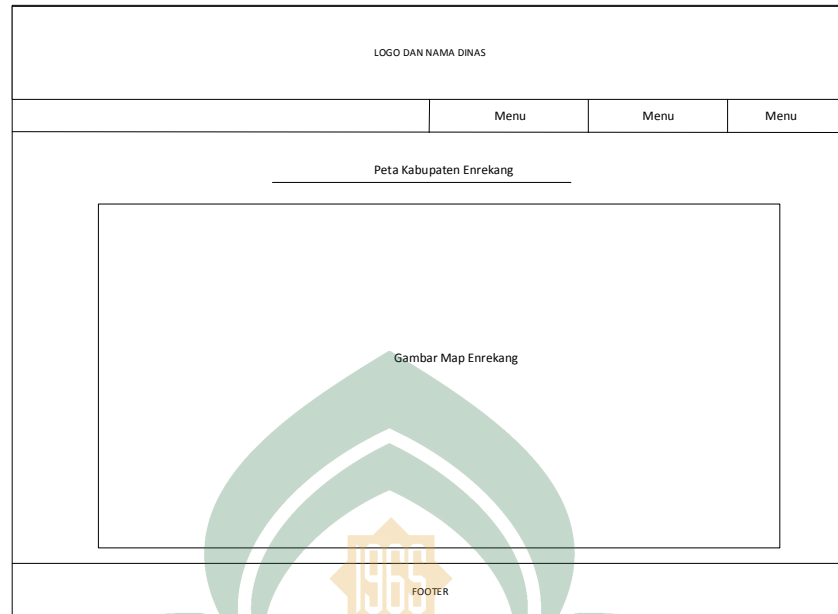 LOGO DAN NAMA DINAS
Menu Menu Menu
Peta Kabupaten Enrekang
Gambar Map Enrekang
1965
FOOTER